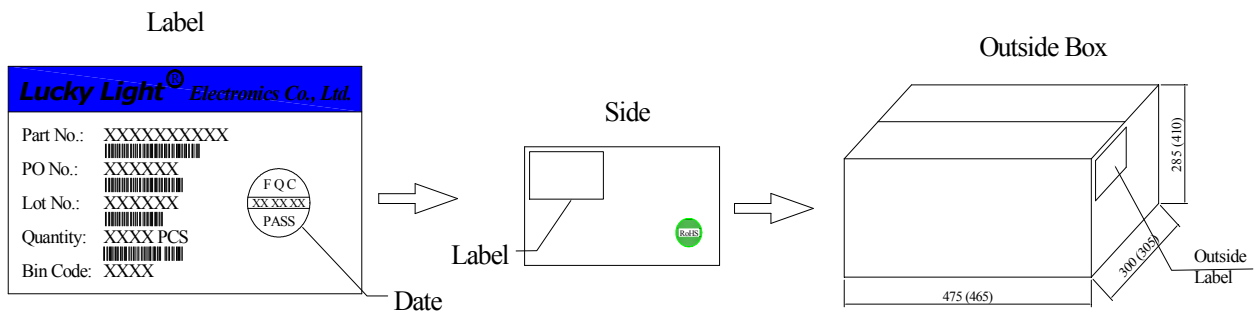 Label
Lucky Light® Electronics Co., Ltd.
Part No.: XXXXXXXXXX
PO No.: XXXXXX
Lot No.: XXXXXX
Quantity: XXXX PCS
Bin Code: XXXX
F Q C
XX XX XX
PASS
Date
Side
RoHS
Label
Outside Box
285 (410)
300 (305)
475 (465)
Outside
Label